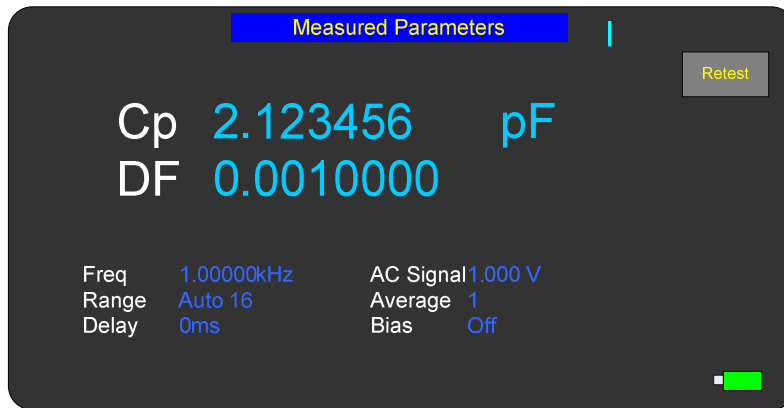 Measured Parameters
Retest
Cp 2.123456 pF
DF 0.0010000
Freq 1.00000kHz AC Signal 1.000 V
Range Auto 16 Average 1
Delay 0ms Bias Off